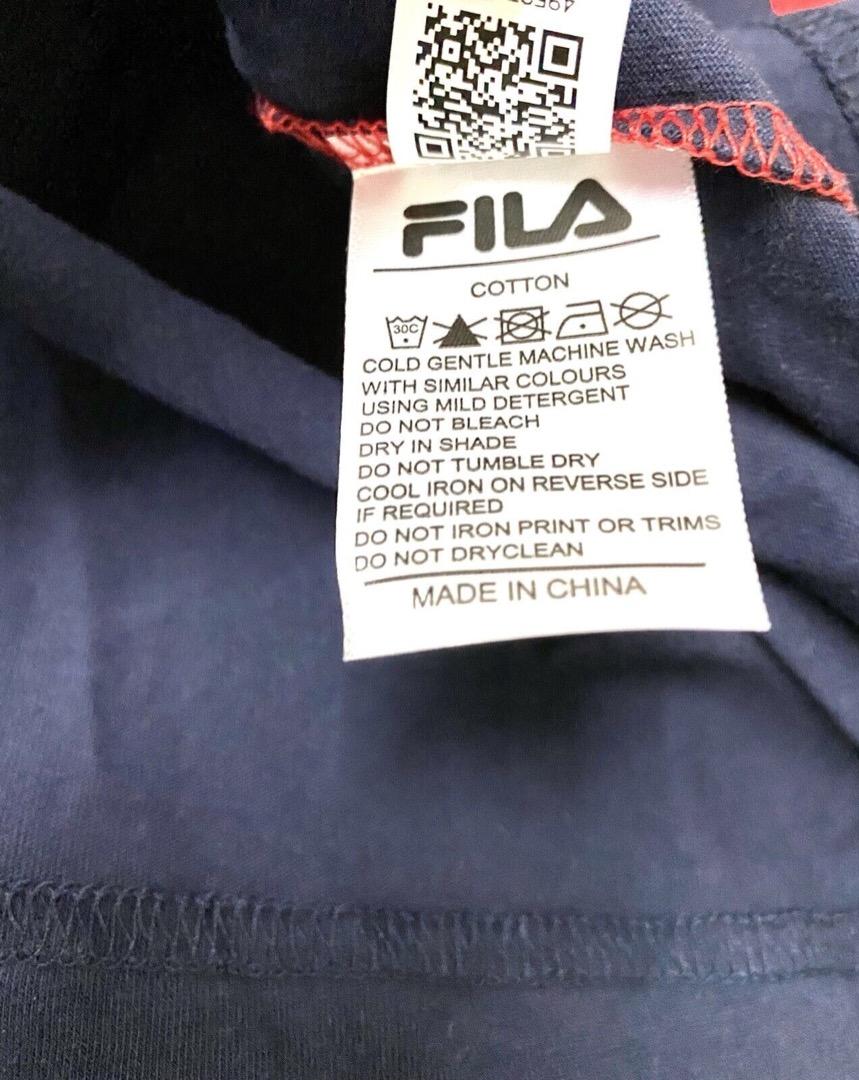 FILA
COTTON
30C
COLD GENTLE MACHINE WASH
WITH SIMILAR COLOURS
USING MILD DETERGENT
DO NOT BLEACH
DRY IN SHADE
DO NOT TUMBLE DRY
COOL IRON ON REVERSE SIDE
IF REQUIRED
DO NOT IRON PRINT OR TRIMS
DO NOT DRYCLEAN
MADE IN CHINA